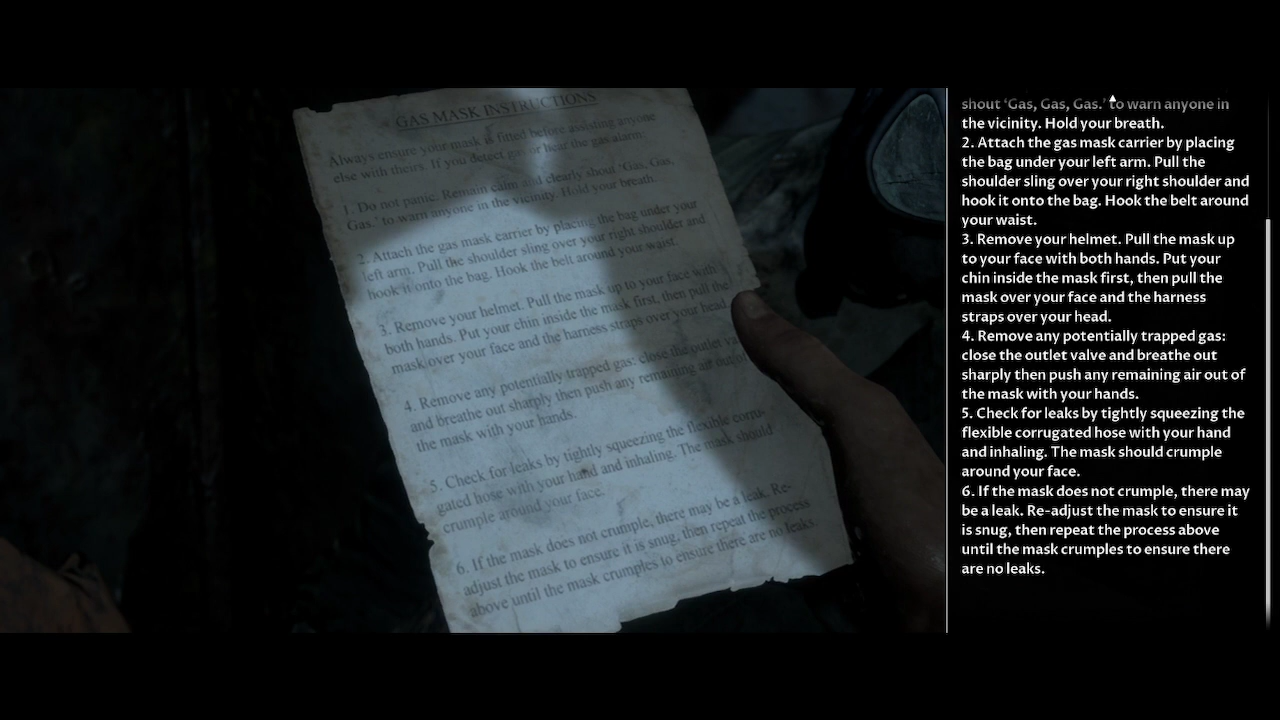 GAS MASK INSTRUCTIONS
Always ensure your mask is fitted before assisting anyone
else with theirs. If you detect gas or hear the gas alarm:
1. Do not panic. Remain calm and clearly shout ‘Gas, Gas,
Gas.’ to warn anyone in the vicinity. Hold your breath.
2. Attach the gas mask carrier by placing the bag under your
left arm. Pull the shoulder sling over your right shoulder and
hook it onto the bag. Hook the belt around your waist.
3. Remove your helmet. Pull the mask up to your face with
both hands. Put your chin inside the mask first, then pull the
mask over your face and the harness straps over your head.
4. Remove any potentially trapped gas: close the outlet va
and breathe out sharply then push any remaining air out of
the mask with your hands.
5. Check for leaks by tightly squeezing the flexible corru-
gated hose with your hand and inhaling. The mask should
crumple around your face.
6. If the mask does not crumple, there may be a leak. Re-
adjust the mask to ensure it is snug, then repeat the process
above until the mask crumples to ensure there are no leaks.
shout ‘Gas, Gas, Gas.’ to warn anyone in
the vicinity. Hold your breath.
2. Attach the gas mask carrier by placing
the bag under your left arm. Pull the
shoulder sling over your right shoulder and
hook it onto the bag. Hook the belt around
your waist.
3. Remove your helmet. Pull the mask up
to your face with both hands. Put your
chin inside the mask first, then pull the
mask over your face and the harness
straps over your head.
4. Remove any potentially trapped gas:
close the outlet valve and breathe out
sharply then push any remaining air out of
the mask with your hands.
5. Check for leaks by tightly squeezing the
flexible corrugated hose with your hand
and inhaling. The mask should crumple
around your face.
6. If the mask does not crumple, there may
be a leak. Re-adjust the mask to ensure it
is snug, then repeat the process above
until the mask crumples to ensure there
are no leaks.